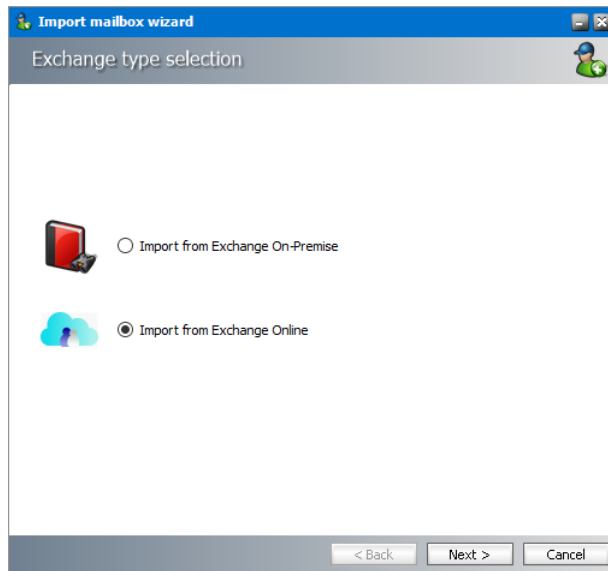 Import mailbox wizard
Exchange type selection
Import from Exchange On-Premise
Import from Exchange Online
< Back Next > Cancel